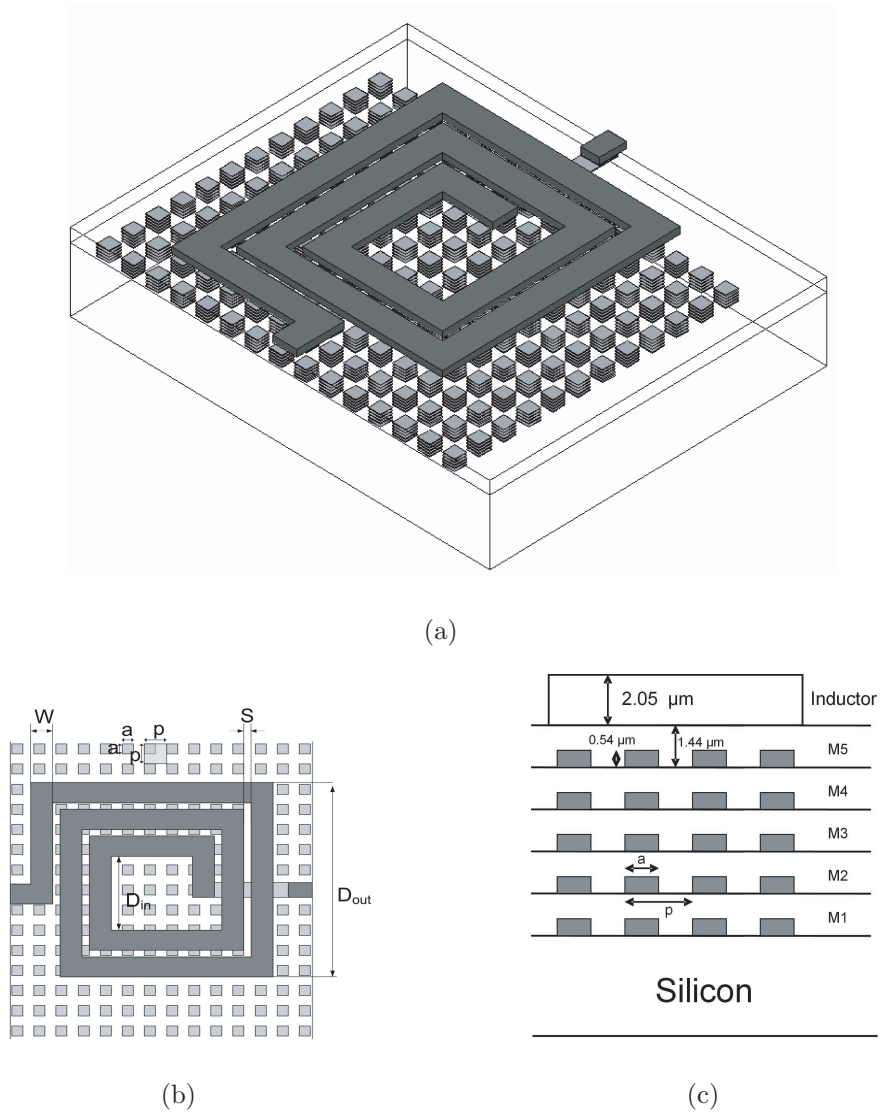 (a)
W
S
a
p
a
p
D_in
D_out
(b)
2.05 μm
Inductor
0.54 μm
1.44 μm
M5
M4
M3
a
M2
p
M1
Silicon
(c)